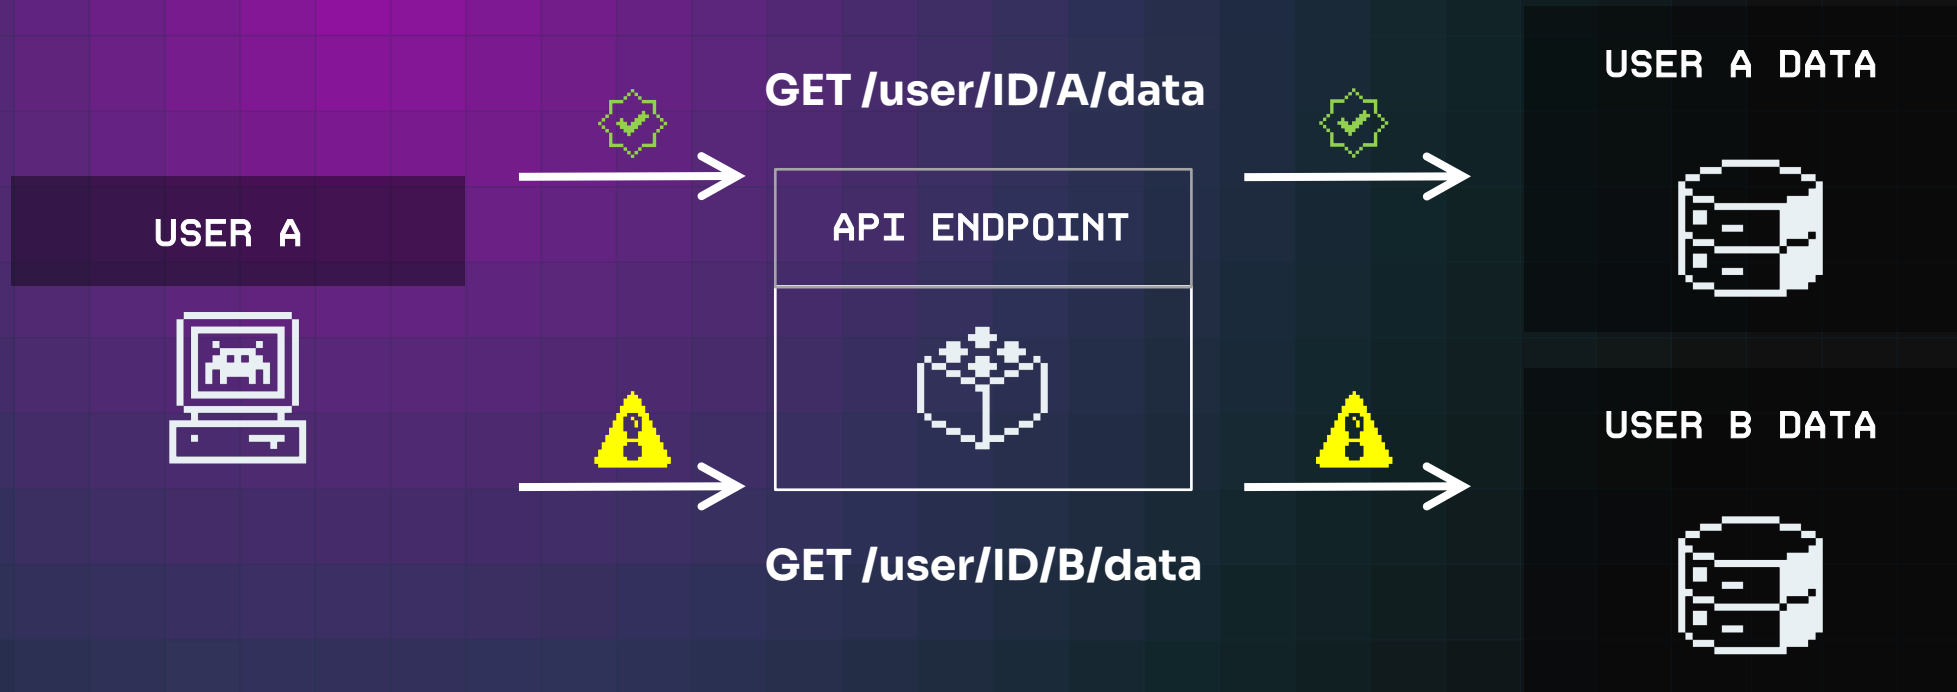 USER A
GET /user/ID/A/data
API ENDPOINT
GET /user/ID/B/data
USER A DATA
USER B DATA